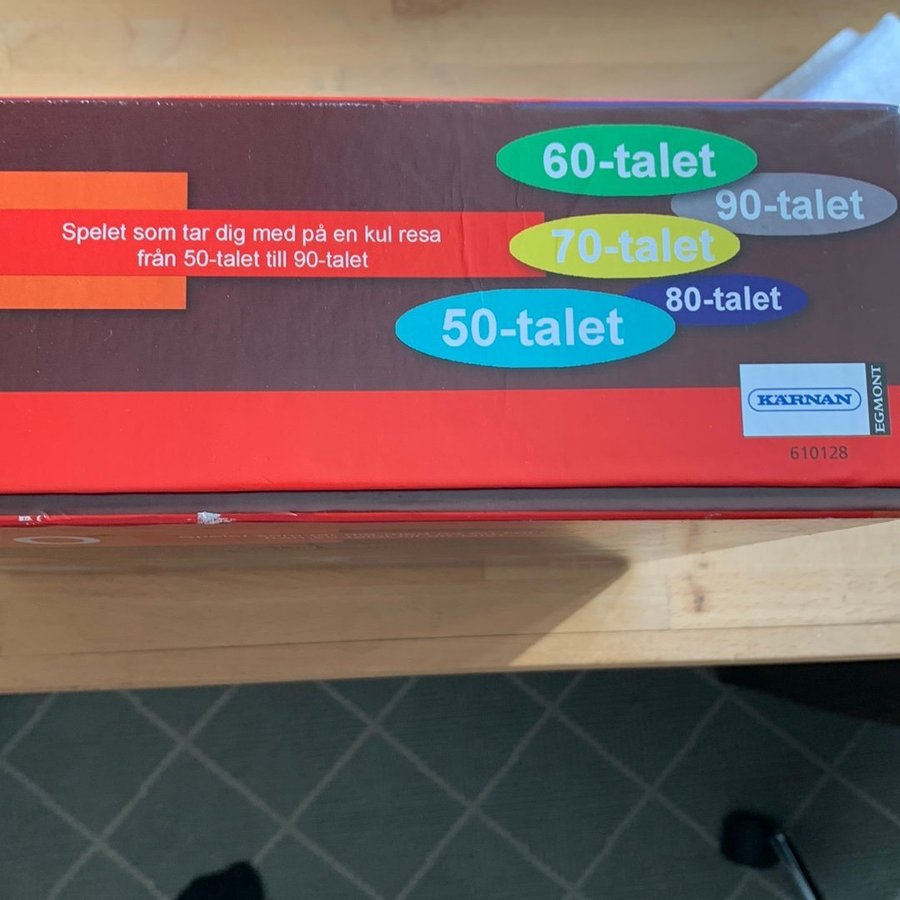 60-talet
90-talet
Spelet som tar dig med på en kul resa
från 50-talet till 90-talet
70-talet
80-talet
50-talet
KÄRNAN
EGMONT
610128